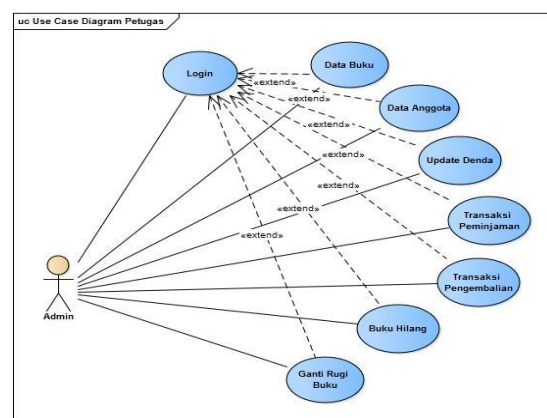 uc Use Case Diagram Petugas
Login
Data Buku
«extend»
Data Anggota
«extend»
«extend»
Update Denda
«extend»
«extend»
Transaksi
Peminjaman
«extend»
Transaksi
Pengembalian
Admin
Buku Hilang
Ganti Rugi
Buku